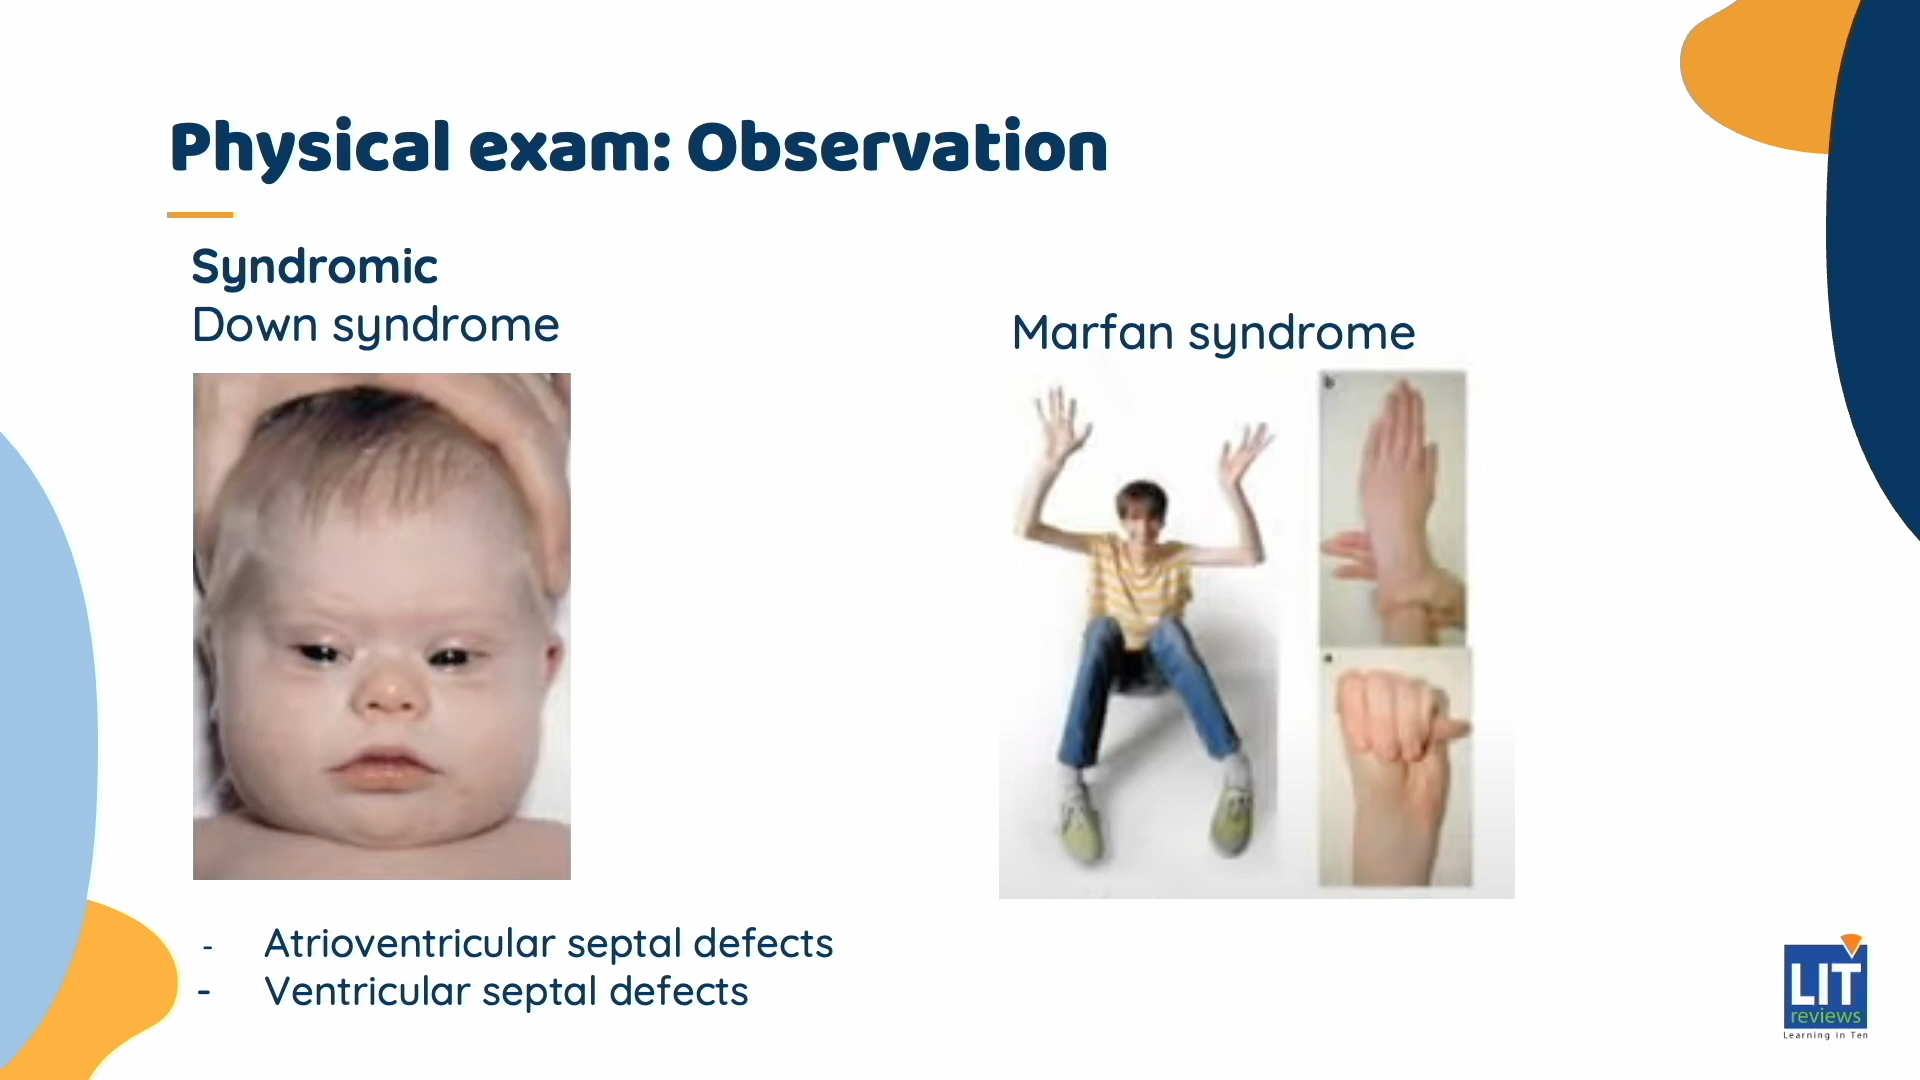 Physical exam: Observation
Syndromic
Down syndrome
Marfan syndrome
b
a
- Atrioventricular septal defects
- Ventricular septal defects
LIT
reviews
Learning in Ten